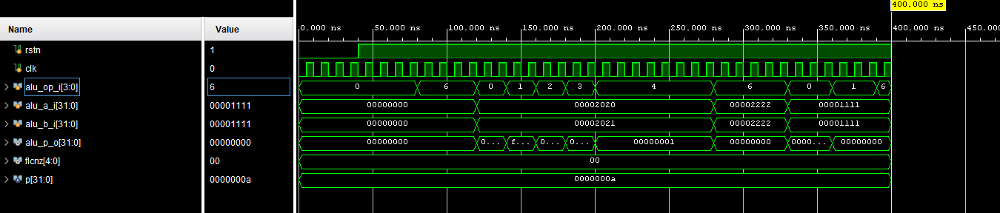 400.000 ns
Name Value
0.000 ns 50.000 ns 100.000 ns 150.000 ns 200.000 ns 250.000 ns 300.000 ns 350.000 ns 400.000 ns 450.0
rstn 1
clk 0
alu_op_i[3:0] 6 0 6 0 1 2 3 4 6 0 1 6
alu_a_i[31:0] 00001111 00000000 00002020 00002222 00001111
alu_b_i[31:0] 00001111 00000000 00002021 00002222 00001111
alu_p_o[31:0] 00000000 00000000 0... f... 0... 0... 00000001 00000000 0000... 00000000
flcnz[4:0] 00 00
p[31:0] 0000000a 0000000a